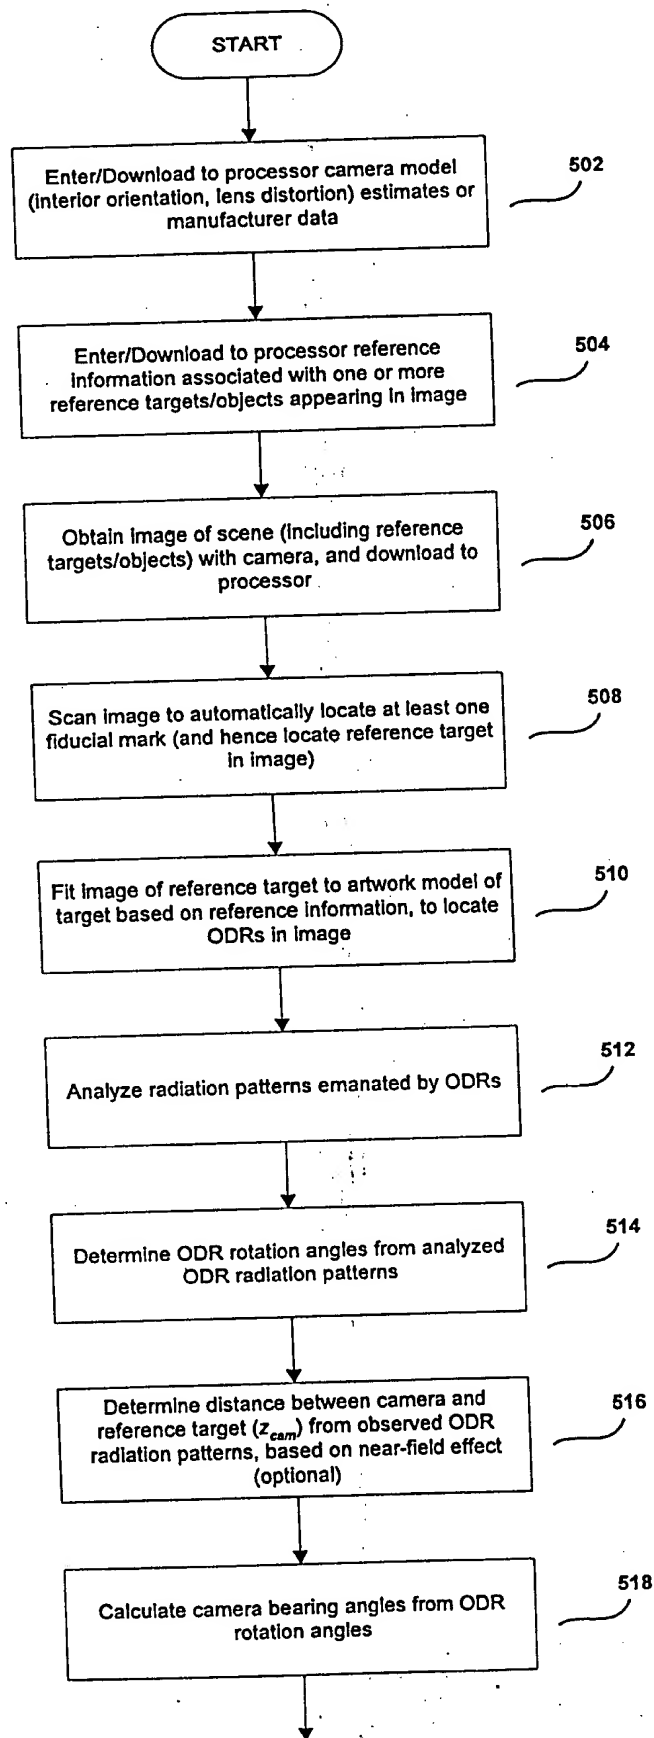 START
Enter/Download to processor camera model
(interior orientation, lens distortion) estimates or
manufacturer data
502
Enter/Download to processor reference
information associated with one or more
reference targets/objects appearing in image
504
Obtain image of scene (including reference
targets/objects) with camera, and download to
processor
506
Scan image to automatically locate at least one
fiducial mark (and hence locate reference target
in image)
508
Fit image of reference target to artwork model of
target based on reference information, to locate
ODRs in image
510
Analyze radiation patterns emanated by ODRs
512
Determine ODR rotation angles from analyzed
ODR radiation patterns
514
Determine distance between camera and
reference target (z_cam) from observed ODR
radiation patterns, based on near-field effect
(optional)
516
Calculate camera bearing angles from ODR
rotation angles
518